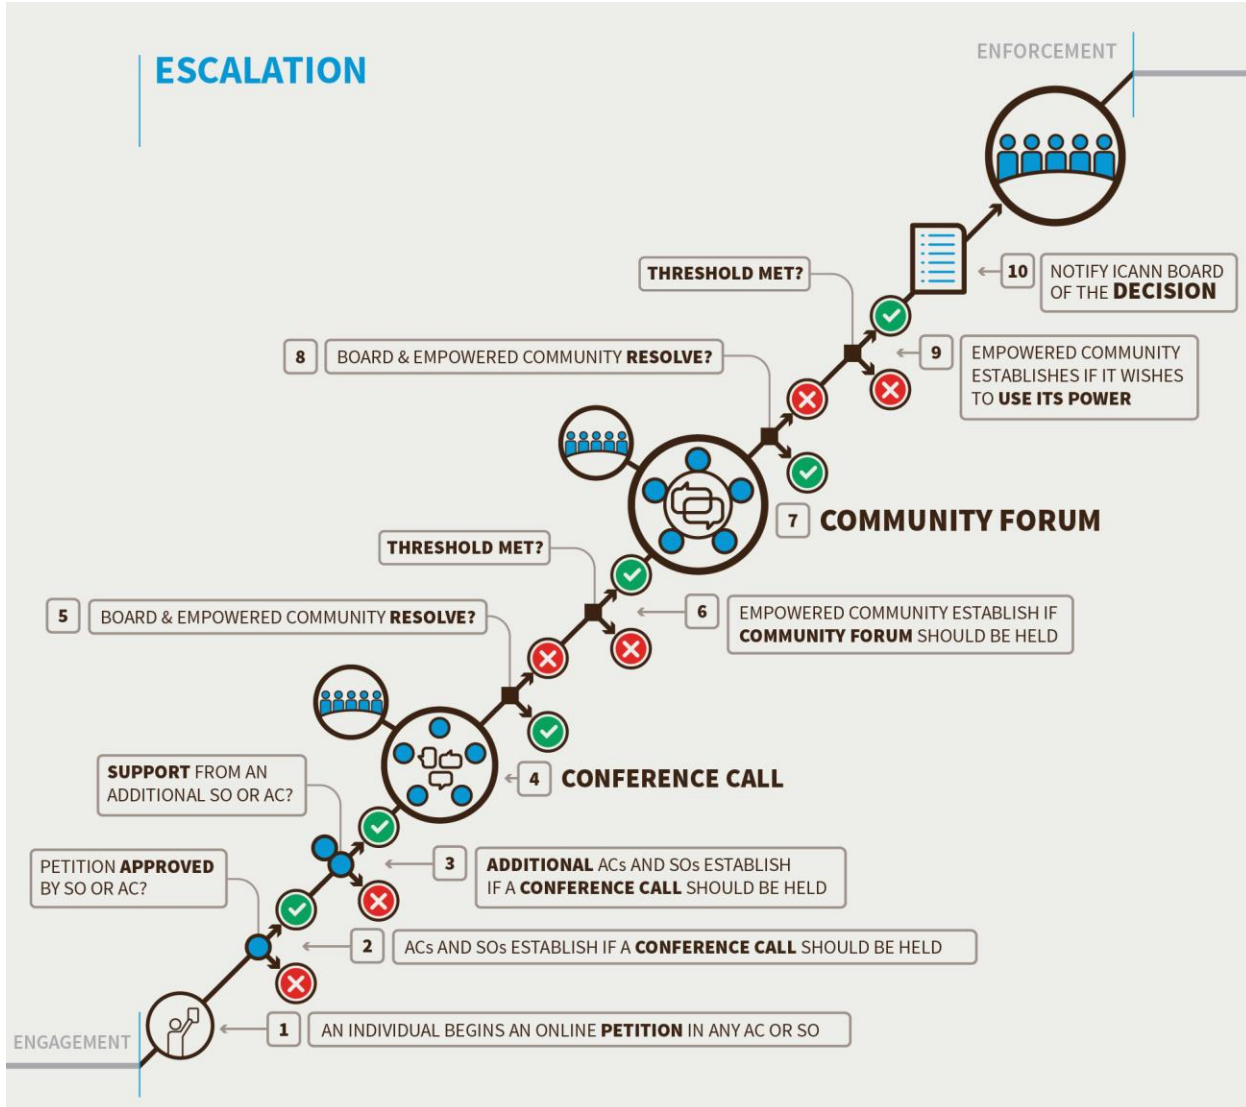 ESCALATION
ENFORCEMENT
10
NOTIFY ICANN BOARD
OF THE DECISION
THRESHOLD MET?
8
BOARD & EMPOWERED COMMUNITY RESOLVE?
9
EMPOWERED COMMUNITY
ESTABLISHES IF IT WISHES
TO USE ITS POWER
7
COMMUNITY FORUM
THRESHOLD MET?
5
BOARD & EMPOWERED COMMUNITY RESOLVE?
6
EMPOWERED COMMUNITY ESTABLISH IF
COMMUNITY FORUM SHOULD BE HELD
4
CONFERENCE CALL
SUPPORT FROM AN
ADDITIONAL SO OR AC?
3
ADDITIONAL ACs AND SOs ESTABLISH
IF A CONFERENCE CALL SHOULD BE HELD
PETITION APPROVED
BY SO OR AC?
2
ACs AND SOs ESTABLISH IF A CONFERENCE CALL SHOULD BE HELD
1
AN INDIVIDUAL BEGINS AN ONLINE PETITION IN ANY AC OR SO
ENGAGEMENT